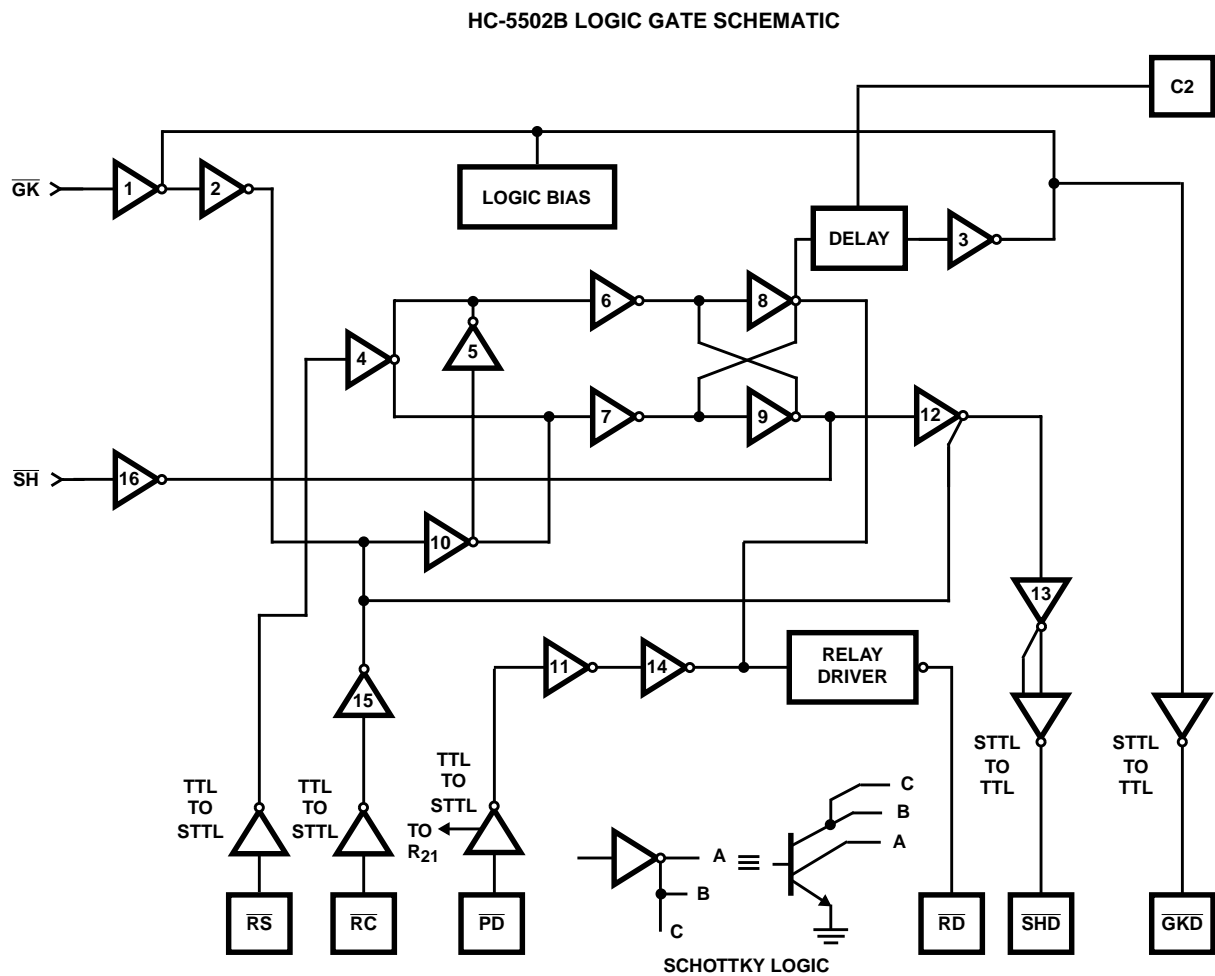 HC-5502B LOGIC GATE SCHEMATIC
C2
GK
1
2
LOGIC BIAS
DELAY
3
6
8
4
5
7
9
12
SH
16
10
13
11
14
RELAY
DRIVER
15
TTL
TO
STTL
TTL
TO
STTL
TTL
TO
STTL
TO
R21
STTL
TO
TTL
STTL
TO
TTL
C
B
A
A
B
C
RS
RC
PD
RD
SHD
GKD
SCHOTTKY LOGIC